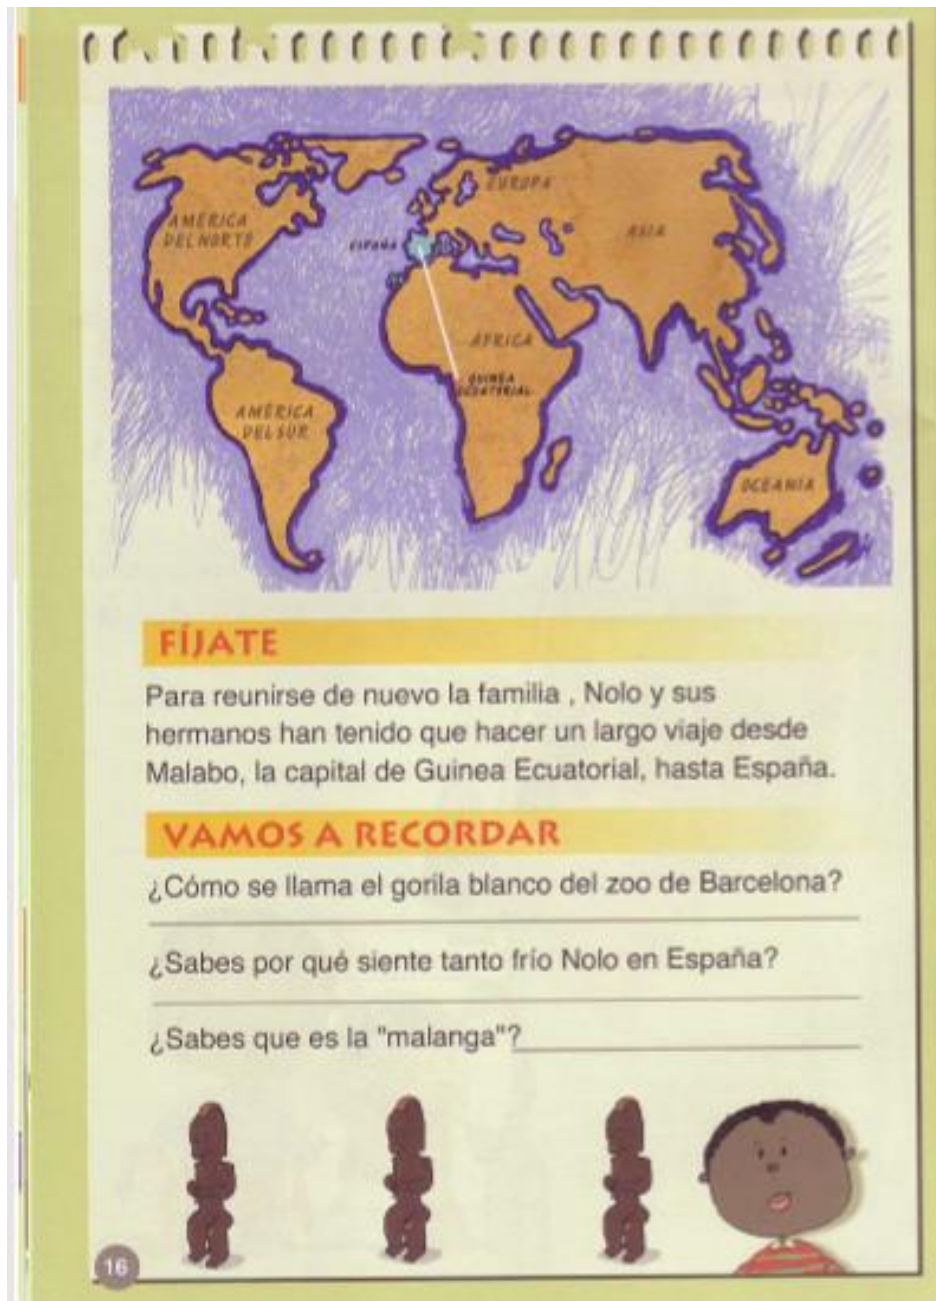 AMÉRICA
DEL NORTE
EUROPA
ASIA
ESPAÑA
ÁFRICA
GUINEA
ECUATORIAL
AMÉRICA
DEL SUR
OCEANÍA
FÍJATE
Para reunirse de nuevo la familia , Nolo y sus
hermanos han tenido que hacer un largo viaje desde
Malabo, la capital de Guinea Ecuatorial, hasta España.
VAMOS A RECORDAR
¿Cómo se llama el gorila blanco del zoo de Barcelona?
¿Sabes por qué siente tanto frío Nolo en España?
¿Sabes que es la "malanga"?
16